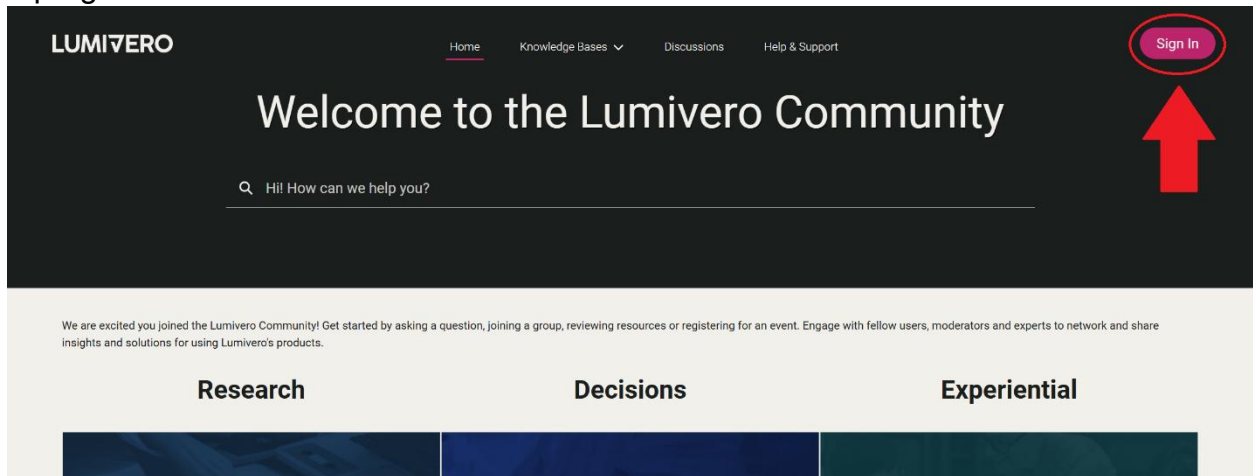 LUMIVERO
Home Knowledge Bases Discussions Help & Support
Sign In
Welcome to the Lumivero Community
Hi! How can we help you?
We are excited you joined the Lumivero Community! Get started by asking a question, joining a group, reviewing resources or registering for an event. Engage with fellow users, moderators and experts to network and share
insights and solutions for using Lumivero's products.
Research Decisions Experiential